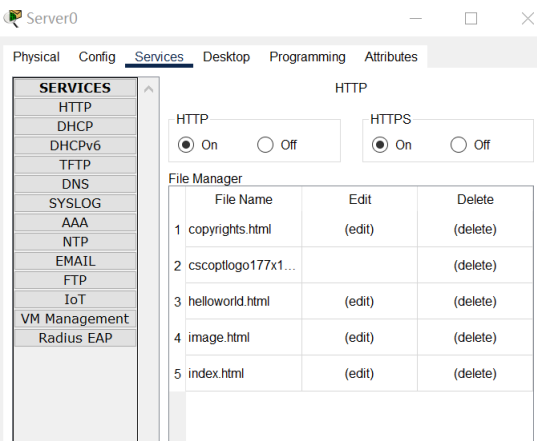 Server0
Physical Config Services Desktop Programming Attributes
SERVICES
HTTP
DHCP
DHCPv6
TFTP
DNS
SYSLOG
AAA
NTP
EMAIL
FTP
IoT
VM Management
Radius EAP
HTTP
HTTP
On Off
HTTPS
On Off
File Manager
File Name Edit Delete
1 copyrights.html (edit) (delete)
2 cscoptlogo177x1... (delete)
3 helloworld.html (edit) (delete)
4 image.html (edit) (delete)
5 index.html (edit) (delete)